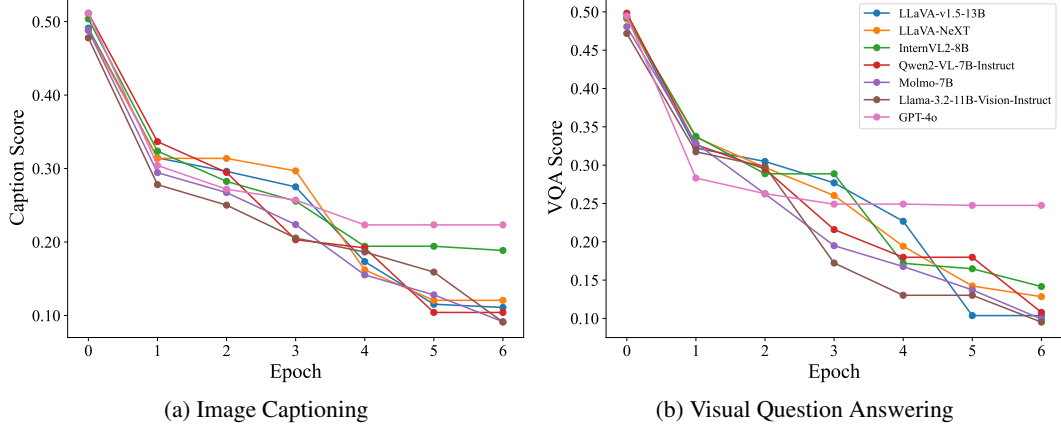 0.50
0.40
0.30
0.20
0.10
Caption Score
0 1 2 3 4 5 6
Epoch
(a) Image Captioning
0.50
0.45
0.40
0.35
0.30
0.25
0.20
0.15
0.10
VQA Score
LLaVA-v1.5-13B
LLaVA-NeXT
InternVL2-8B
Qwen2-VL-7B-Instruct
Molmo-7B
Llama-3.2-11B-Vision-Instruct
GPT-4o
0 1 2 3 4 5 6
Epoch
(b) Visual Question Answering